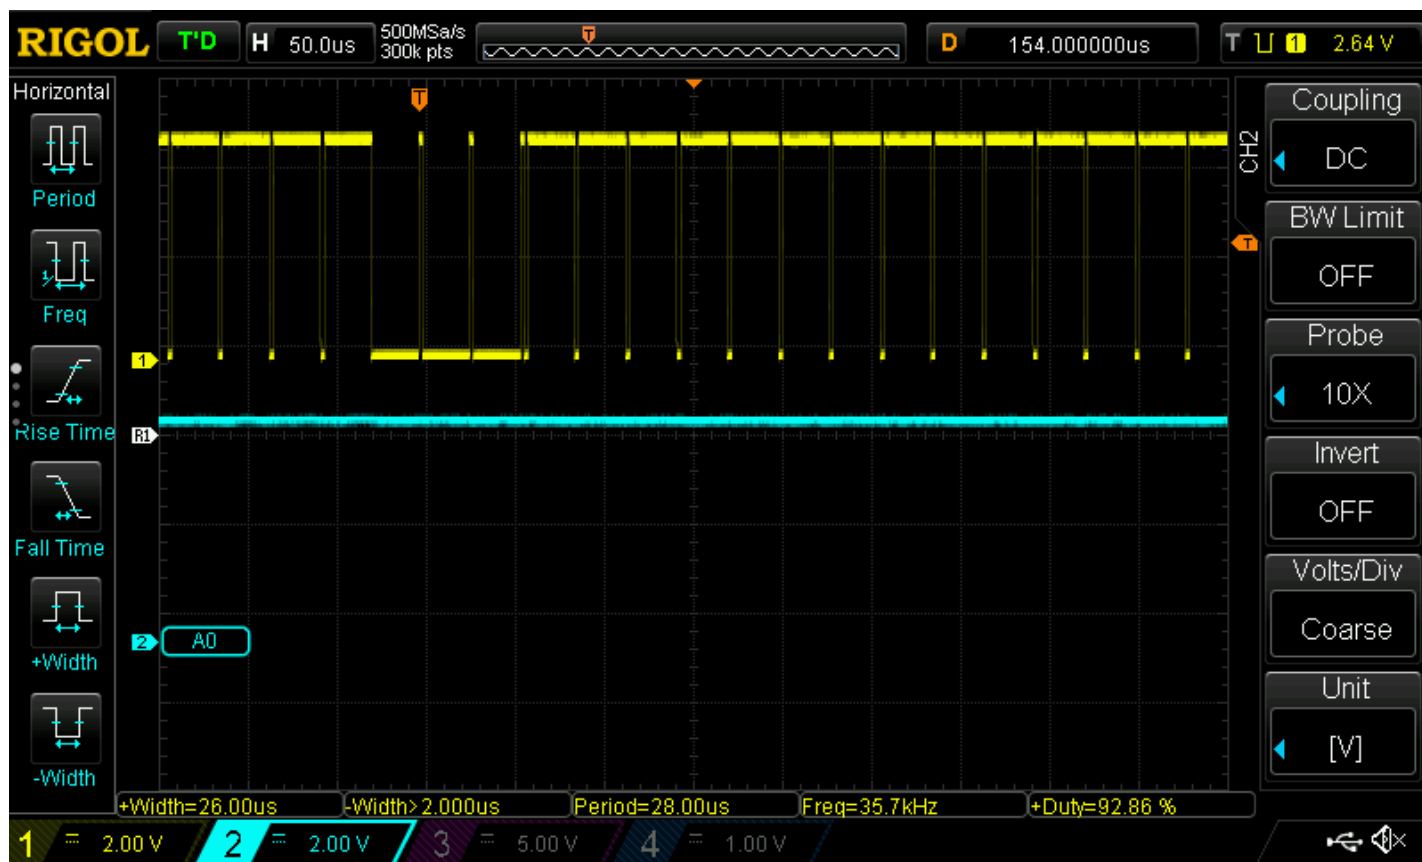 RIGOL T'D H 50.0us 500MSa/s 300k pts T D 154.000000us T 1 2.64 V
Horizontal
Period
1/
Freq
Rise Time
Fall Time
+Width
-Width
T
1
R1
2 A0
T
CH2
Coupling
DC
BW Limit
OFF
Probe
10X
Invert
OFF
Volts/Div
Coarse
Unit
[V]
+Width=26.00us -Width>2.000us Period=28.00us Freq=35.7kHz +Duty=92.86 %
1 2.00 V 2 2.00 V 3 5.00 V 4 1.00 V